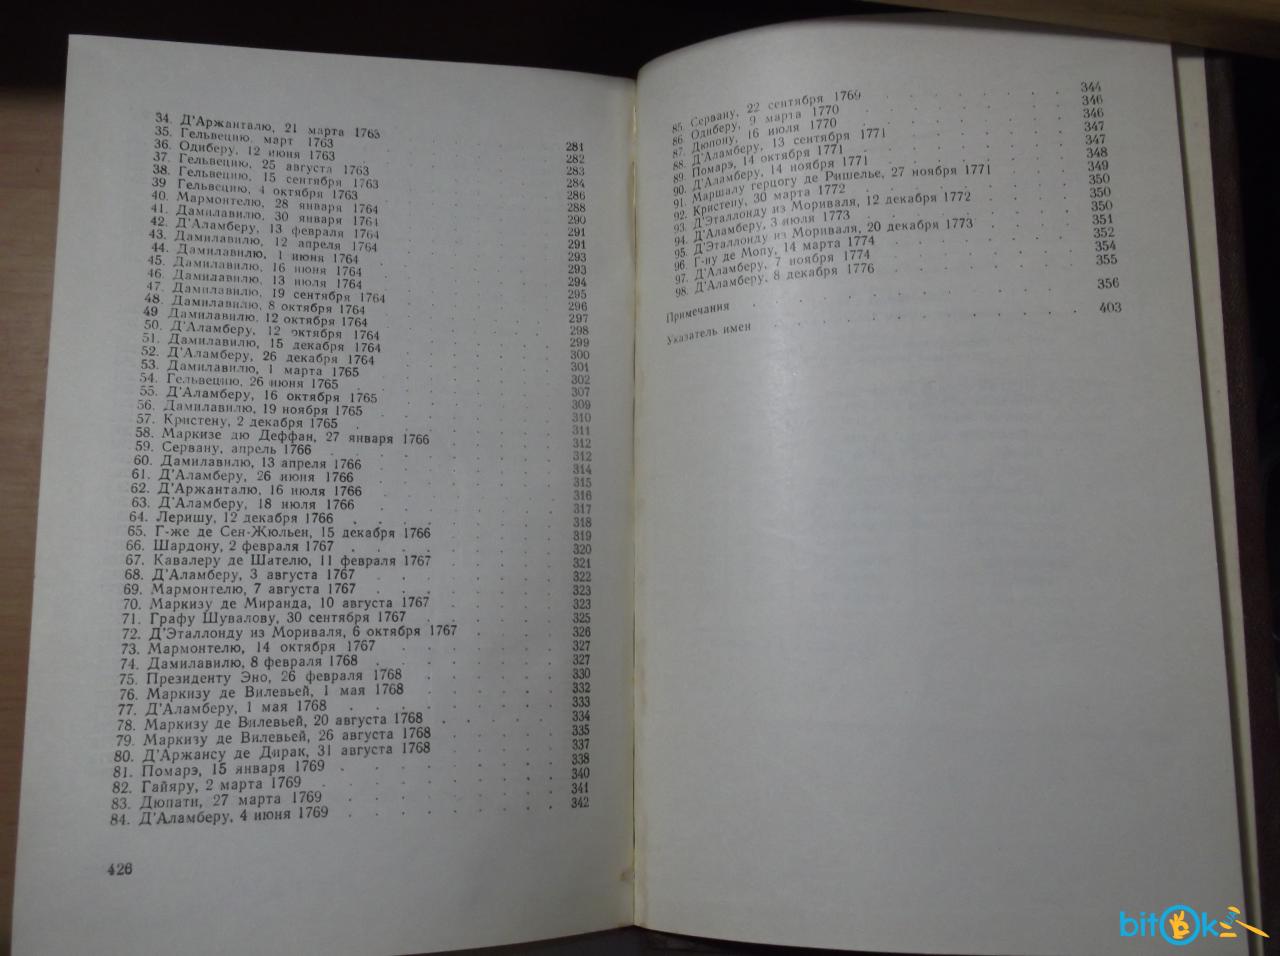 34. Д'Аржанталю, 21 марта 1763 281
35. Гельвецию, март 1763 282
36. Одиберу, 12 июня 1763 283
37. Гельвецию, 25 августа 1763 284
38. Гельвецию, 15 сентября 1763 286
39 Гельвецию, 4 октября 1763 288
40. Мармонтелю, 28 января 1764 290
41. Дамилавилю, 30 января 1764 291
42. Д'Аламберу, 13 февраля 1764 291
43. Дамилавилю, 12 апреля 1764 293
44. Дамилавилю, 1 июня 1764 293
45. Дамилавилю, 16 июня 1764 294
46. Дамилавилю, 13 июля 1764 295
47. Дамилавилю, 19 сентября 1764 296
48. Дамилавилю, 8 октября 1764 297
49 Дамилавилю, 12 октября 1764 298
50. Д'Аламберу, 12 октября 1764 299
51. Дамилавилю, 15 декабря 1764 300
52. Д'Аламберу, 26 декабря 1764 301
53. Дамилавилю, 1 марта 1765 302
54. Гельвецию, 26 июня 1765 307
55. Д'Аламберу, 16 октября 1765 309
56. Дамилавилю, 19 ноября 1765 310
57. Кристену, 2 декабря 1765 311
58. Маркизе дю Деффан, 27 января 1766 312
59. Сервану, апрель 1766 312
60. Дамилавилю, 13 апреля 1766 314
61. Д'Аламберу, 26 июня 1766 315
62. Д'Аржанталю, 16 июля 1766 316
63. Д'Аламберу, 18 июля 1766 317
64. Леришу, 12 декабря 1766 318
65. Г-же де Сен-Жюльен, 15 декабря 1766 319
66. Шардону, 2 февраля 1767 320
67. Кавалеру де Шателю, 11 февраля 1767 321
68. Д'Аламберу, 3 августа 1767 322
69. Мармонтелю, 7 августа 1767 323
70. Маркизу де Миранда, 10 августа 1767 323
71. Графу Шувалову, 30 сентября 1767 325
72. Д'Эталлонду из Мориваля, 6 октября 1767 326
73. Мармонтелю, 14 октября 1767 327
74. Дамилавилю, 8 февраля 1768 327
75. Президенту Эно, 26 февраля 1768 330
76. Маркизу де Вилевьей, 1 мая 1768 332
77. Д'Аламберу, 1 мая 1768 333
78. Маркизу де Вилевьей, 20 августа 1768 334
79. Маркизу де Вилевьей, 26 августа 1768 335
80. Д'Аржансу де Дирак, 31 августа 1768 337
81. Помарэ, 15 января 1769 338
82. Гайяру, 2 марта 1769 340
83. Дюпати, 27 марта 1769 341
84. Д'Аламберу, 4 июня 1769 342
426
85. Сервану, 22 сентября 1769 344
86 Одиберу, 9 марта 1770 346
87. Дюпону, 16 июля 1770 346
88. Д'Аламберу, 13 сентября 1771 347
89. Помарэ, 14 октября 1771 347
90. Д'Аламберу, 14 ноября 1771 348
91. Маршалу герцогу де Ришелье, 27 ноября 1771 349
92. Кристену, 30 марта 1772 350
93. Д'Эталлонду из Мориваля, 12 декабря 1772 350
94. Д'Аламберу, 3 июля 1773 350
95. Д'Эталлонду из Мориваля, 20 декабря 1773 351
96 Г-ну де Мопу, 14 марта 1774 352
97. Д'Аламберу, 7 ноября 1774 354
98. Д'Аламберу, 8 декабря 1776 355
Примечания 356
Указатель имен 403
bitOk